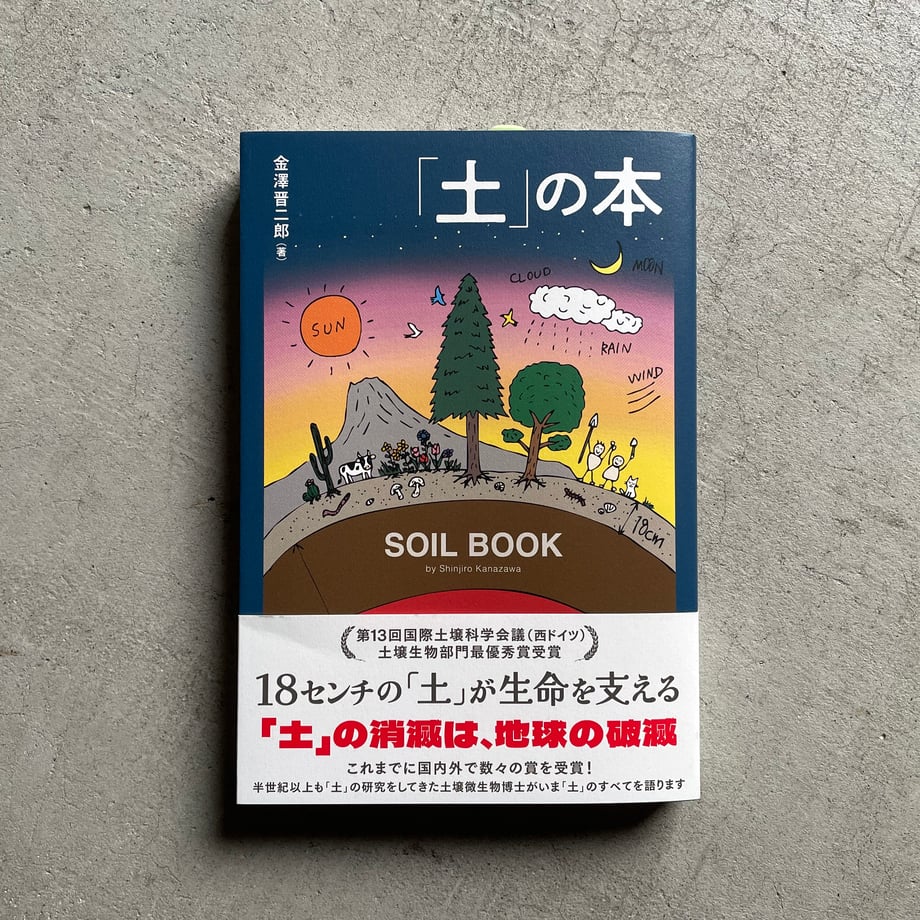 「土」の本
金澤晋二郎(著)
CLOUD
MOON
SUN
RAIN
WIND
18cm
SOIL BOOK
by Shinjiro Kanazawa
第13回国際土壌科学会議(西ドイツ)
土壌生物部門最優秀賞受賞
18センチの「土」が生命を支える
「土」の消滅は、地球の破滅
これまでに国内外で数々の賞を受賞!
半世紀以上も「土」の研究をしてきた土壌微生物博士がいま「土」のすべてを語ります